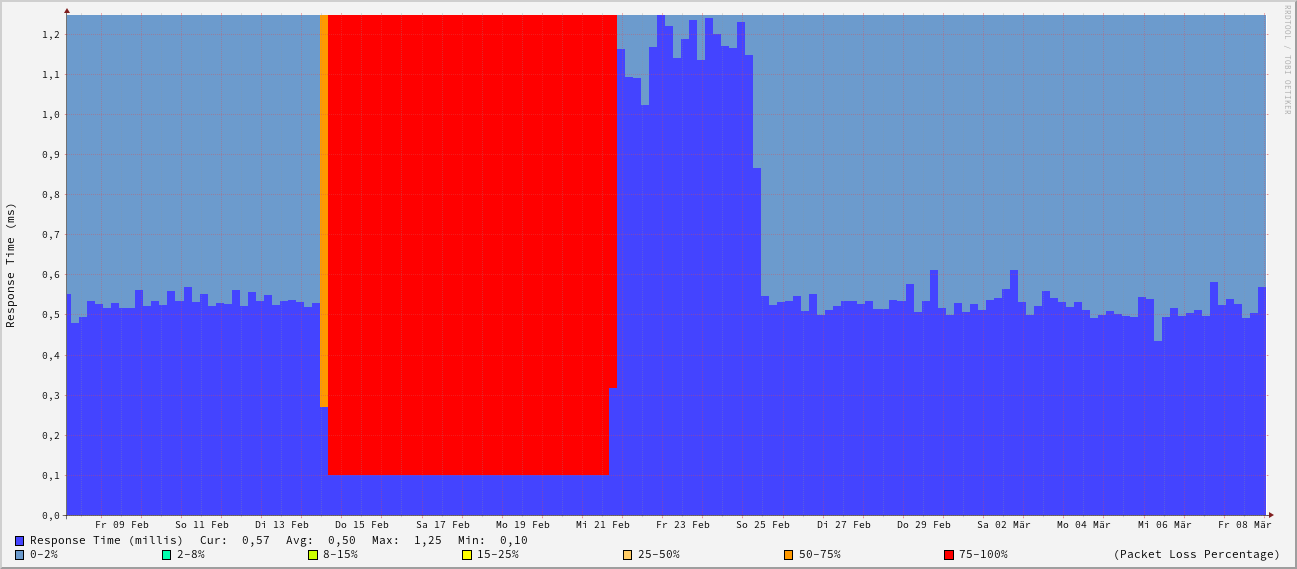 RRDTOOL / TOBI OETIKER
Response Time (ms)
1,2
1,1
1,0
0,9
0,8
0,7
0,6
0,5
0,4
0,3
0,2
0,1
0,0
Fr 09 Feb So 11 Feb Di 13 Feb Do 15 Feb Sa 17 Feb Mo 19 Feb Mi 21 Feb Fr 23 Feb So 25 Feb Di 27 Feb Do 29 Feb Sa 02 Mär Mo 04 Mär Mi 06 Mär Fr 08 Mär
Response Time (millis) Cur: 0,57 Avg: 0,50 Max: 1,25 Min: 0,10
0-2% 2-8% 8-15% 15-25% 25-50% 50-75% 75-100% (Packet Loss Percentage)